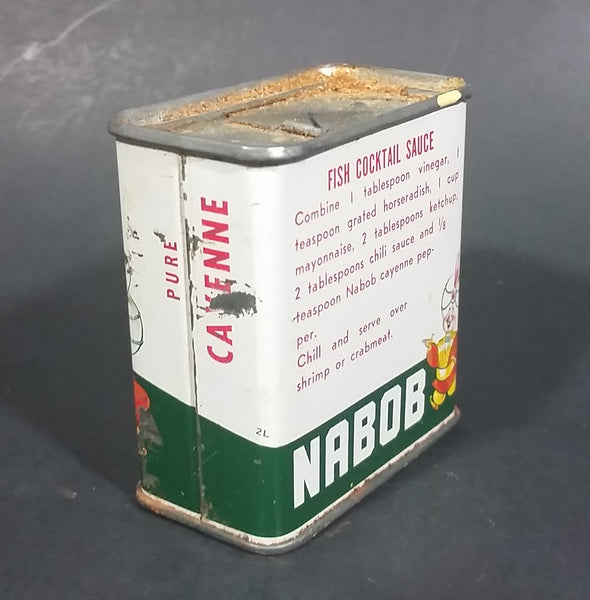 PURE
CAYENNE
2L
FISH COCKTAIL SAUCE
Combine 1 tablespoon vinegar, 1
teaspoon grated horseradish, 1 cup
mayonnaise, 2 tablespoons ketchup,
2 tablespoons chili sauce and ⅛
teaspoon Nabob cayenne pep-
per.
Chill and serve over
shrimp or crabmeat.
NABOB